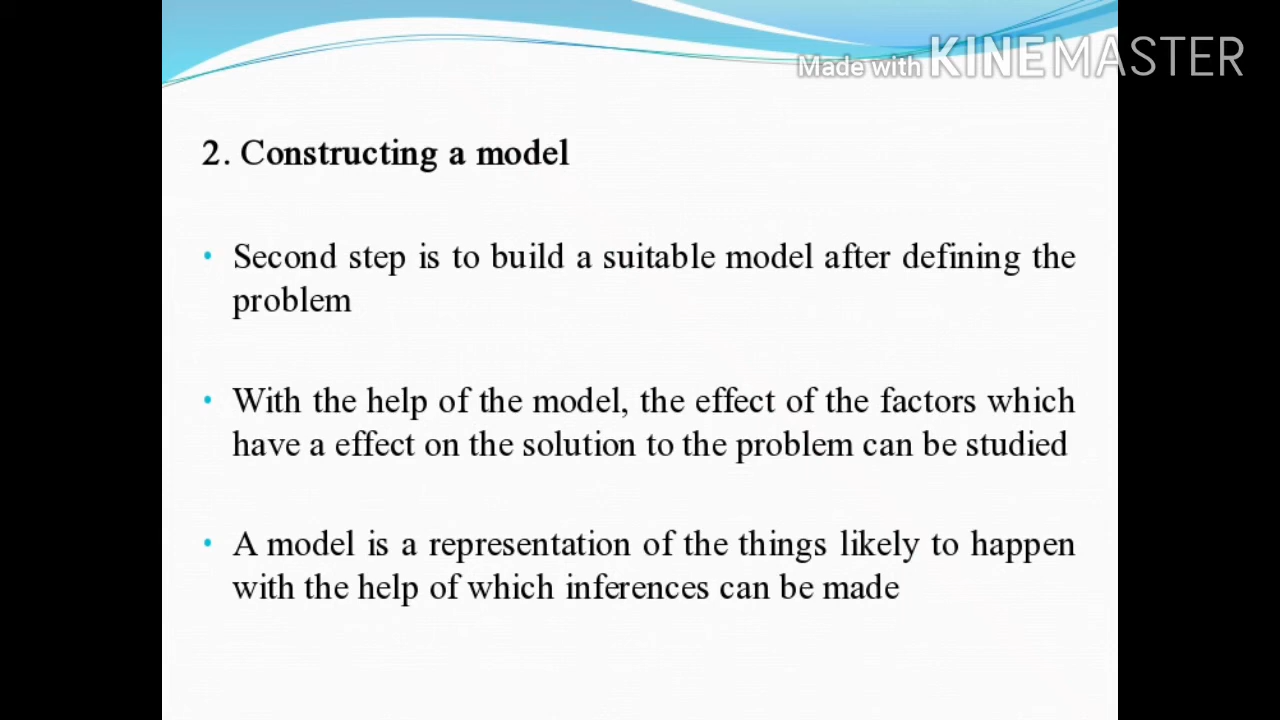 Made with KINEMASTER
2. Constructing a model
• Second step is to build a suitable model after defining the
problem
• With the help of the model, the effect of the factors which
have a effect on the solution to the problem can be studied
• A model is a representation of the things likely to happen
with the help of which inferences can be made